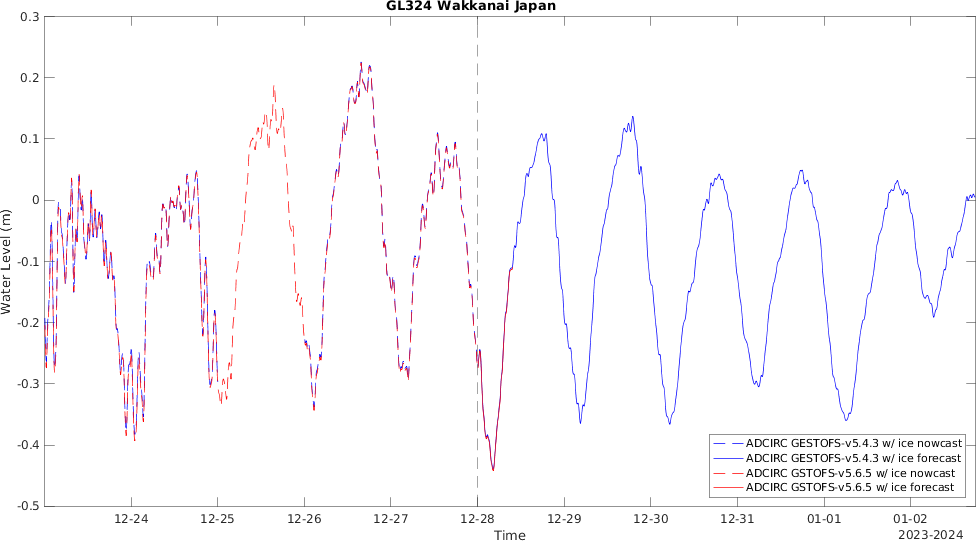 GL324 Wakkanai Japan
0.3
0.2
0.1
0
-0.1
-0.2
-0.3
-0.4
-0.5
Water Level (m)
ADCIRC GESTOFS-v5.4.3 w/ ice nowcast
ADCIRC GESTOFS-v5.4.3 w/ ice forecast
ADCIRC GSTOFS-v5.6.5 w/ ice nowcast
ADCIRC GSTOFS-v5.6.5 w/ ice forecast
12-24 12-25 12-26 12-27 12-28 12-29 12-30 12-31 01-01 01-02
Time
2023-2024